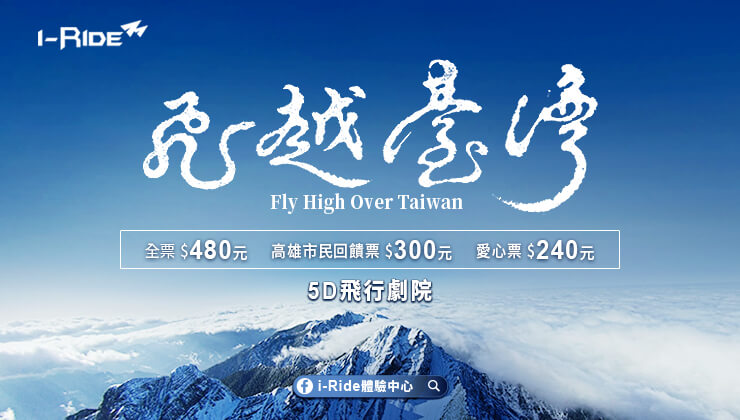 i-RiDE
飛越臺灣
Fly High Over Taiwan
全票 $480元 高雄市民回饋票 $300元 愛心票 $240元
5D飛行劇院
i-Ride體驗中心